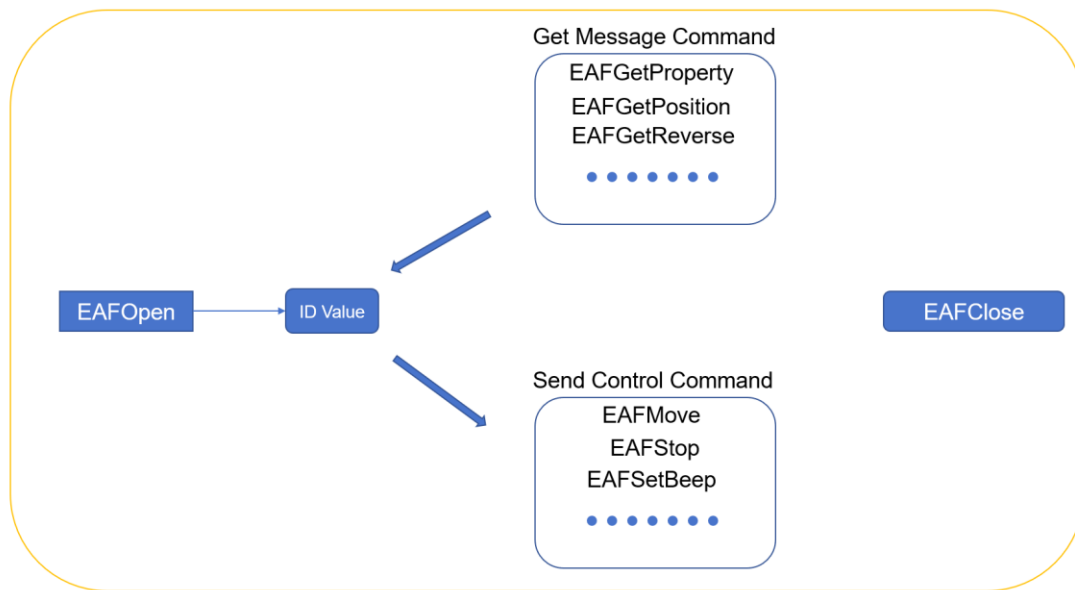 Get Message Command
EAFGetProperty
EAFGetPosition
EAFGetReverse
EAFOpen
ID Value
EAFClose
Send Control Command
EAFMove
EAFStop
EAFSetBeep